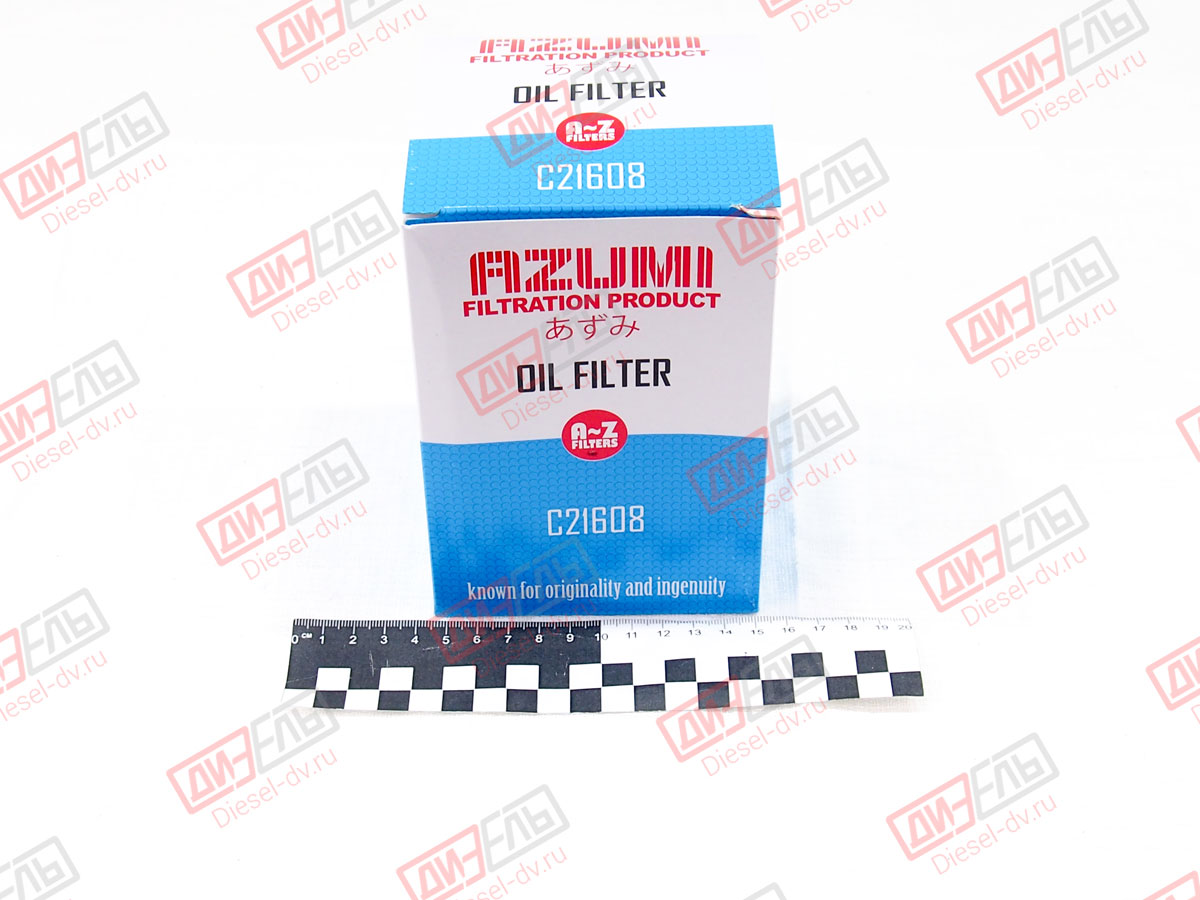 AZUMI
FILTRATION PRODUCT
あずみ
OIL FILTER
A~Z
FILTERS
C21608
AZUMI
FILTRATION PRODUCT
あずみ
OIL FILTER
A~Z
FILTERS
C21608
known for originality and ingenuity
0 CM 1 2 3 4 5 6 7 8 9 10 11 12 13 14 15 16 17 18 19 20
ДИЗЕЛЬ
Diesel-dv.ru